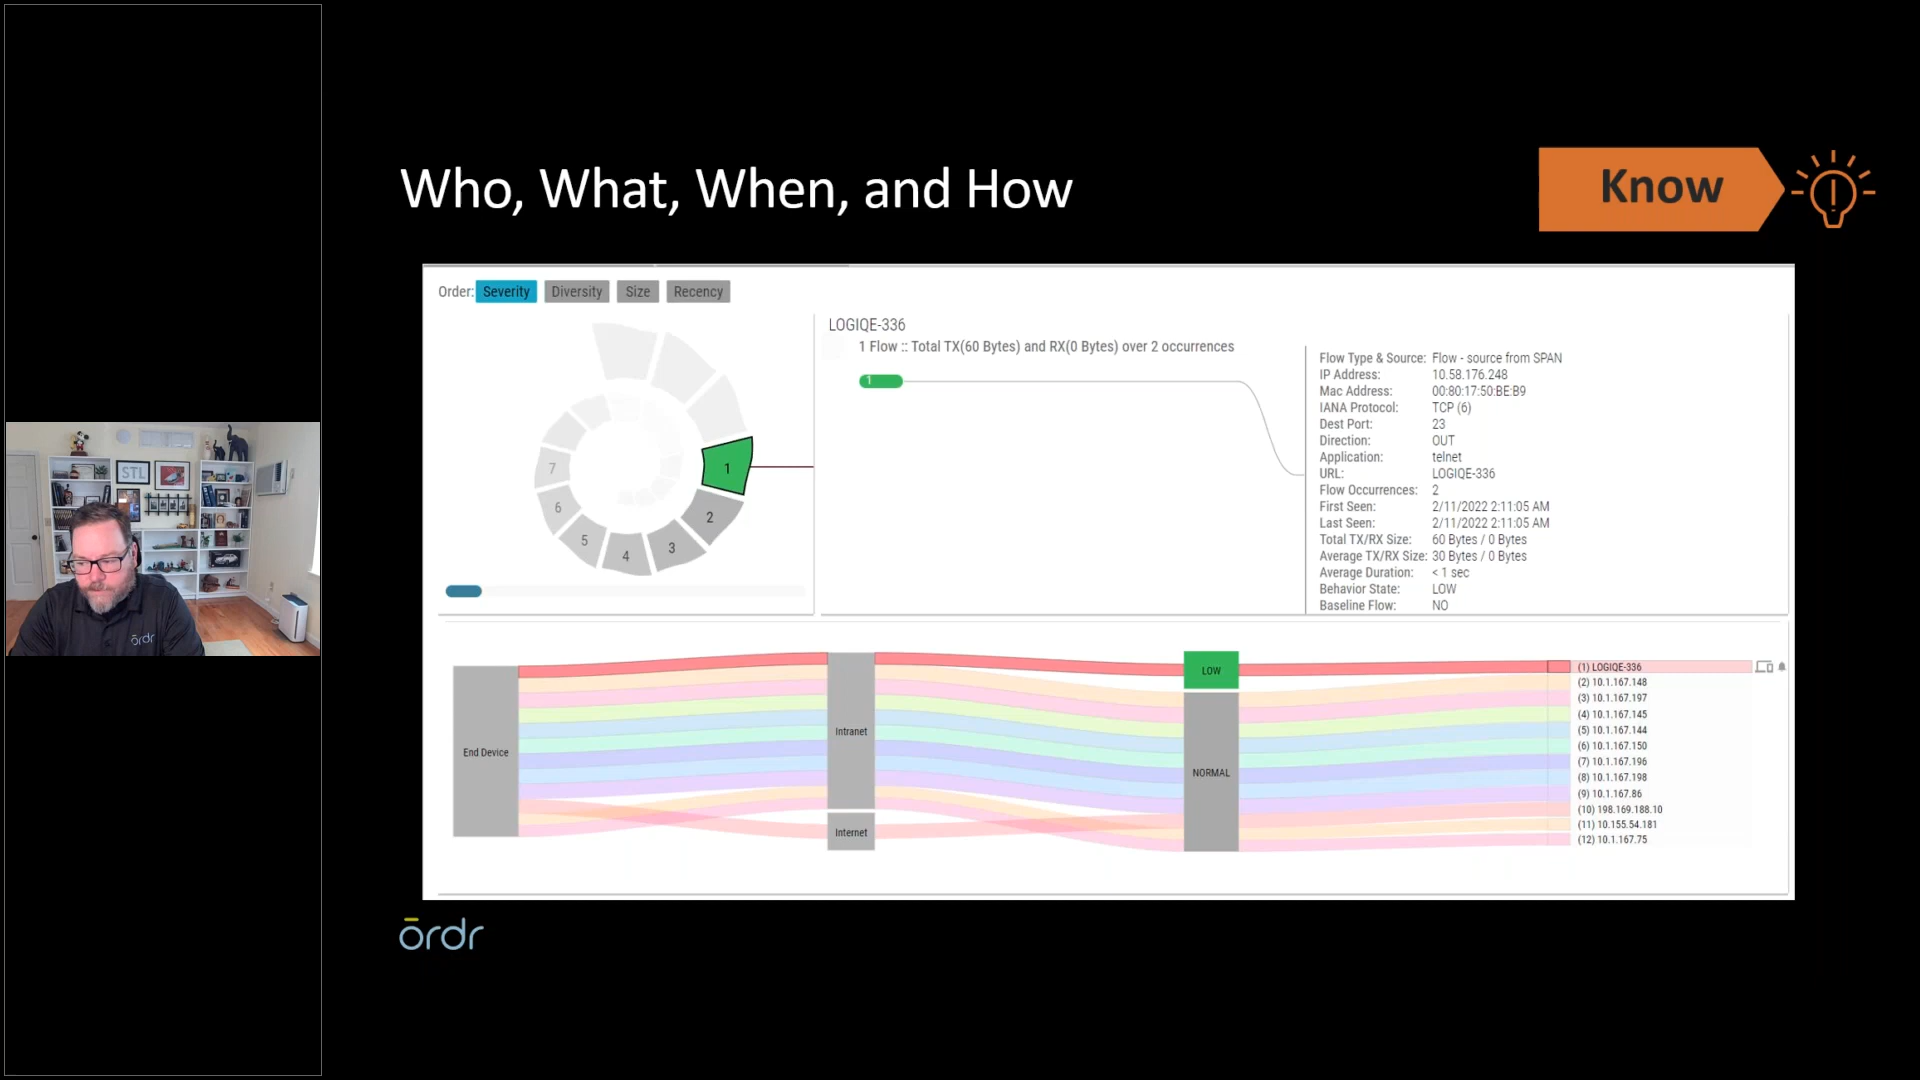 Who, What, When, and How
Know
Order: Severity Diversity Size Recency
1
2
3
4
5
6
7
LOGIQE-336
1 Flow :: Total TX(60 Bytes) and RX(0 Bytes) over 2 occurrences
1
Flow Type & Source: Flow - source from SPAN
IP Address: 10.58.176.248
Mac Address: 00:80:17:50:BE:B9
IANA Protocol: TCP (6)
Dest Port: 23
Direction: OUT
Application: telnet
URL: LOGIQE-336
Flow Occurrences: 2
First Seen: 2/11/2022 2:11:05 AM
Last Seen: 2/11/2022 2:11:05 AM
Total TX/RX Size: 60 Bytes / 0 Bytes
Average TX/RX Size: 30 Bytes / 0 Bytes
Average Duration: < 1 sec
Behavior State: LOW
Baseline Flow: NO
End Device
Intranet
Internet
LOW
NORMAL
(1) LOGIQE-336
(2) 10.1.167.148
(3) 10.1.167.197
(4) 10.1.167.145
(5) 10.1.167.144
(6) 10.1.167.150
(7) 10.1.167.196
(8) 10.1.167.198
(9) 10.1.167.86
(10) 198.169.188.10
(11) 10.155.54.181
(12) 10.1.167.75
STL
ōrdr
ōrdr